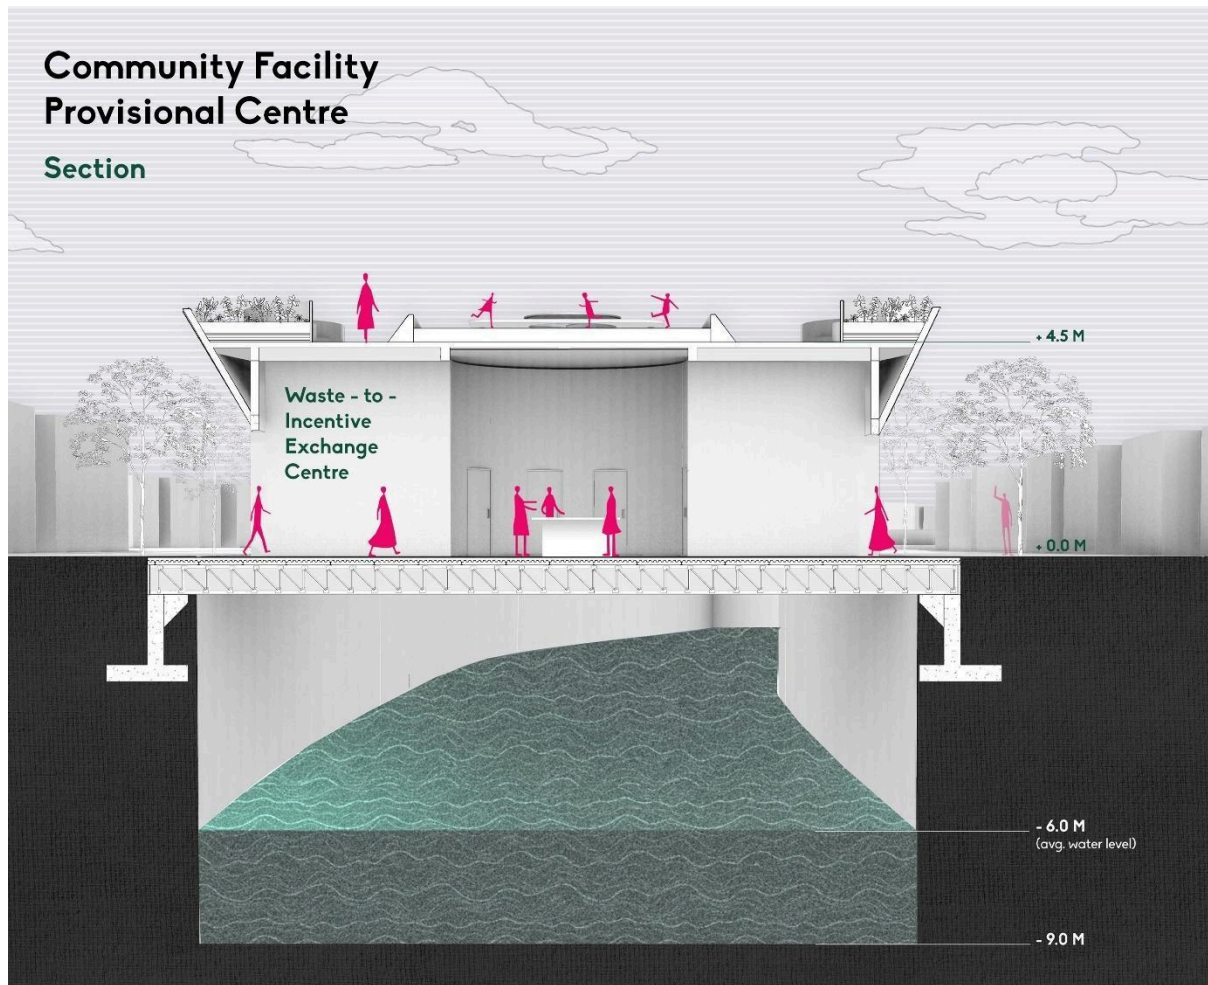 Community Facility
Provisional Centre
Section
+ 4.5 M
Waste - to -
Incentive
Exchange
Centre
+ 0.0 M
- 6.0 M
(avg. water level)
- 9.0 M